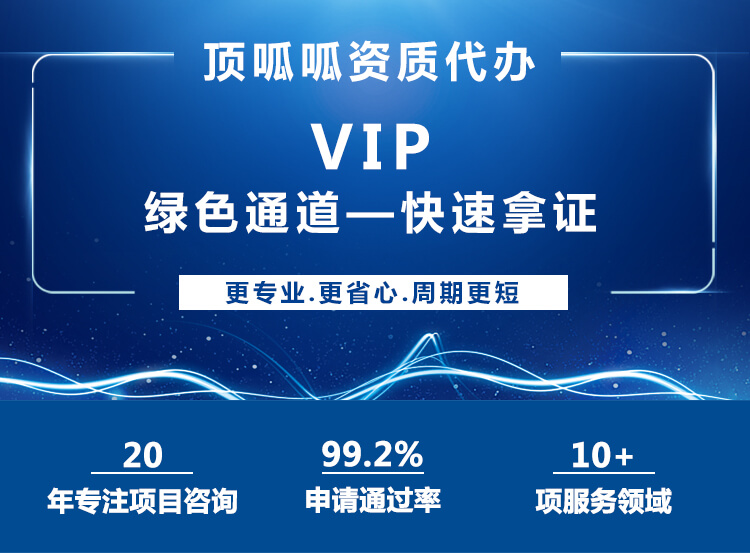 顶呱呱资质代办
VIP
绿色通道—快速拿证
更专业.更省心.周期更短
20
年专注项目咨询
99.2%
申请通过率
10+
项服务领域